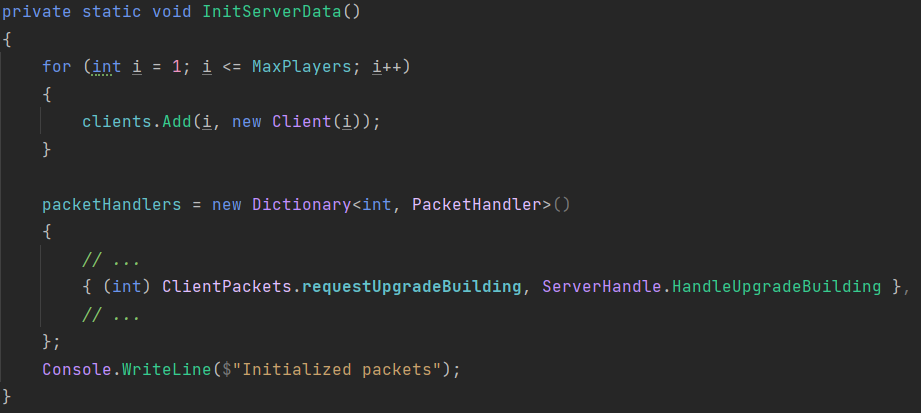 private static void InitServerData()
{
    for (int i = 1; i <= MaxPlayers; i++)
    {
        clients.Add(i, new Client(i));
    }

    packetHandlers = new Dictionary<int, PacketHandler>()
    {
        // ...
        { (int) ClientPackets.requestUpgradeBuilding, ServerHandle.HandleUpgradeBuilding },
        // ...
    };
    Console.WriteLine($"Initialized packets");
}